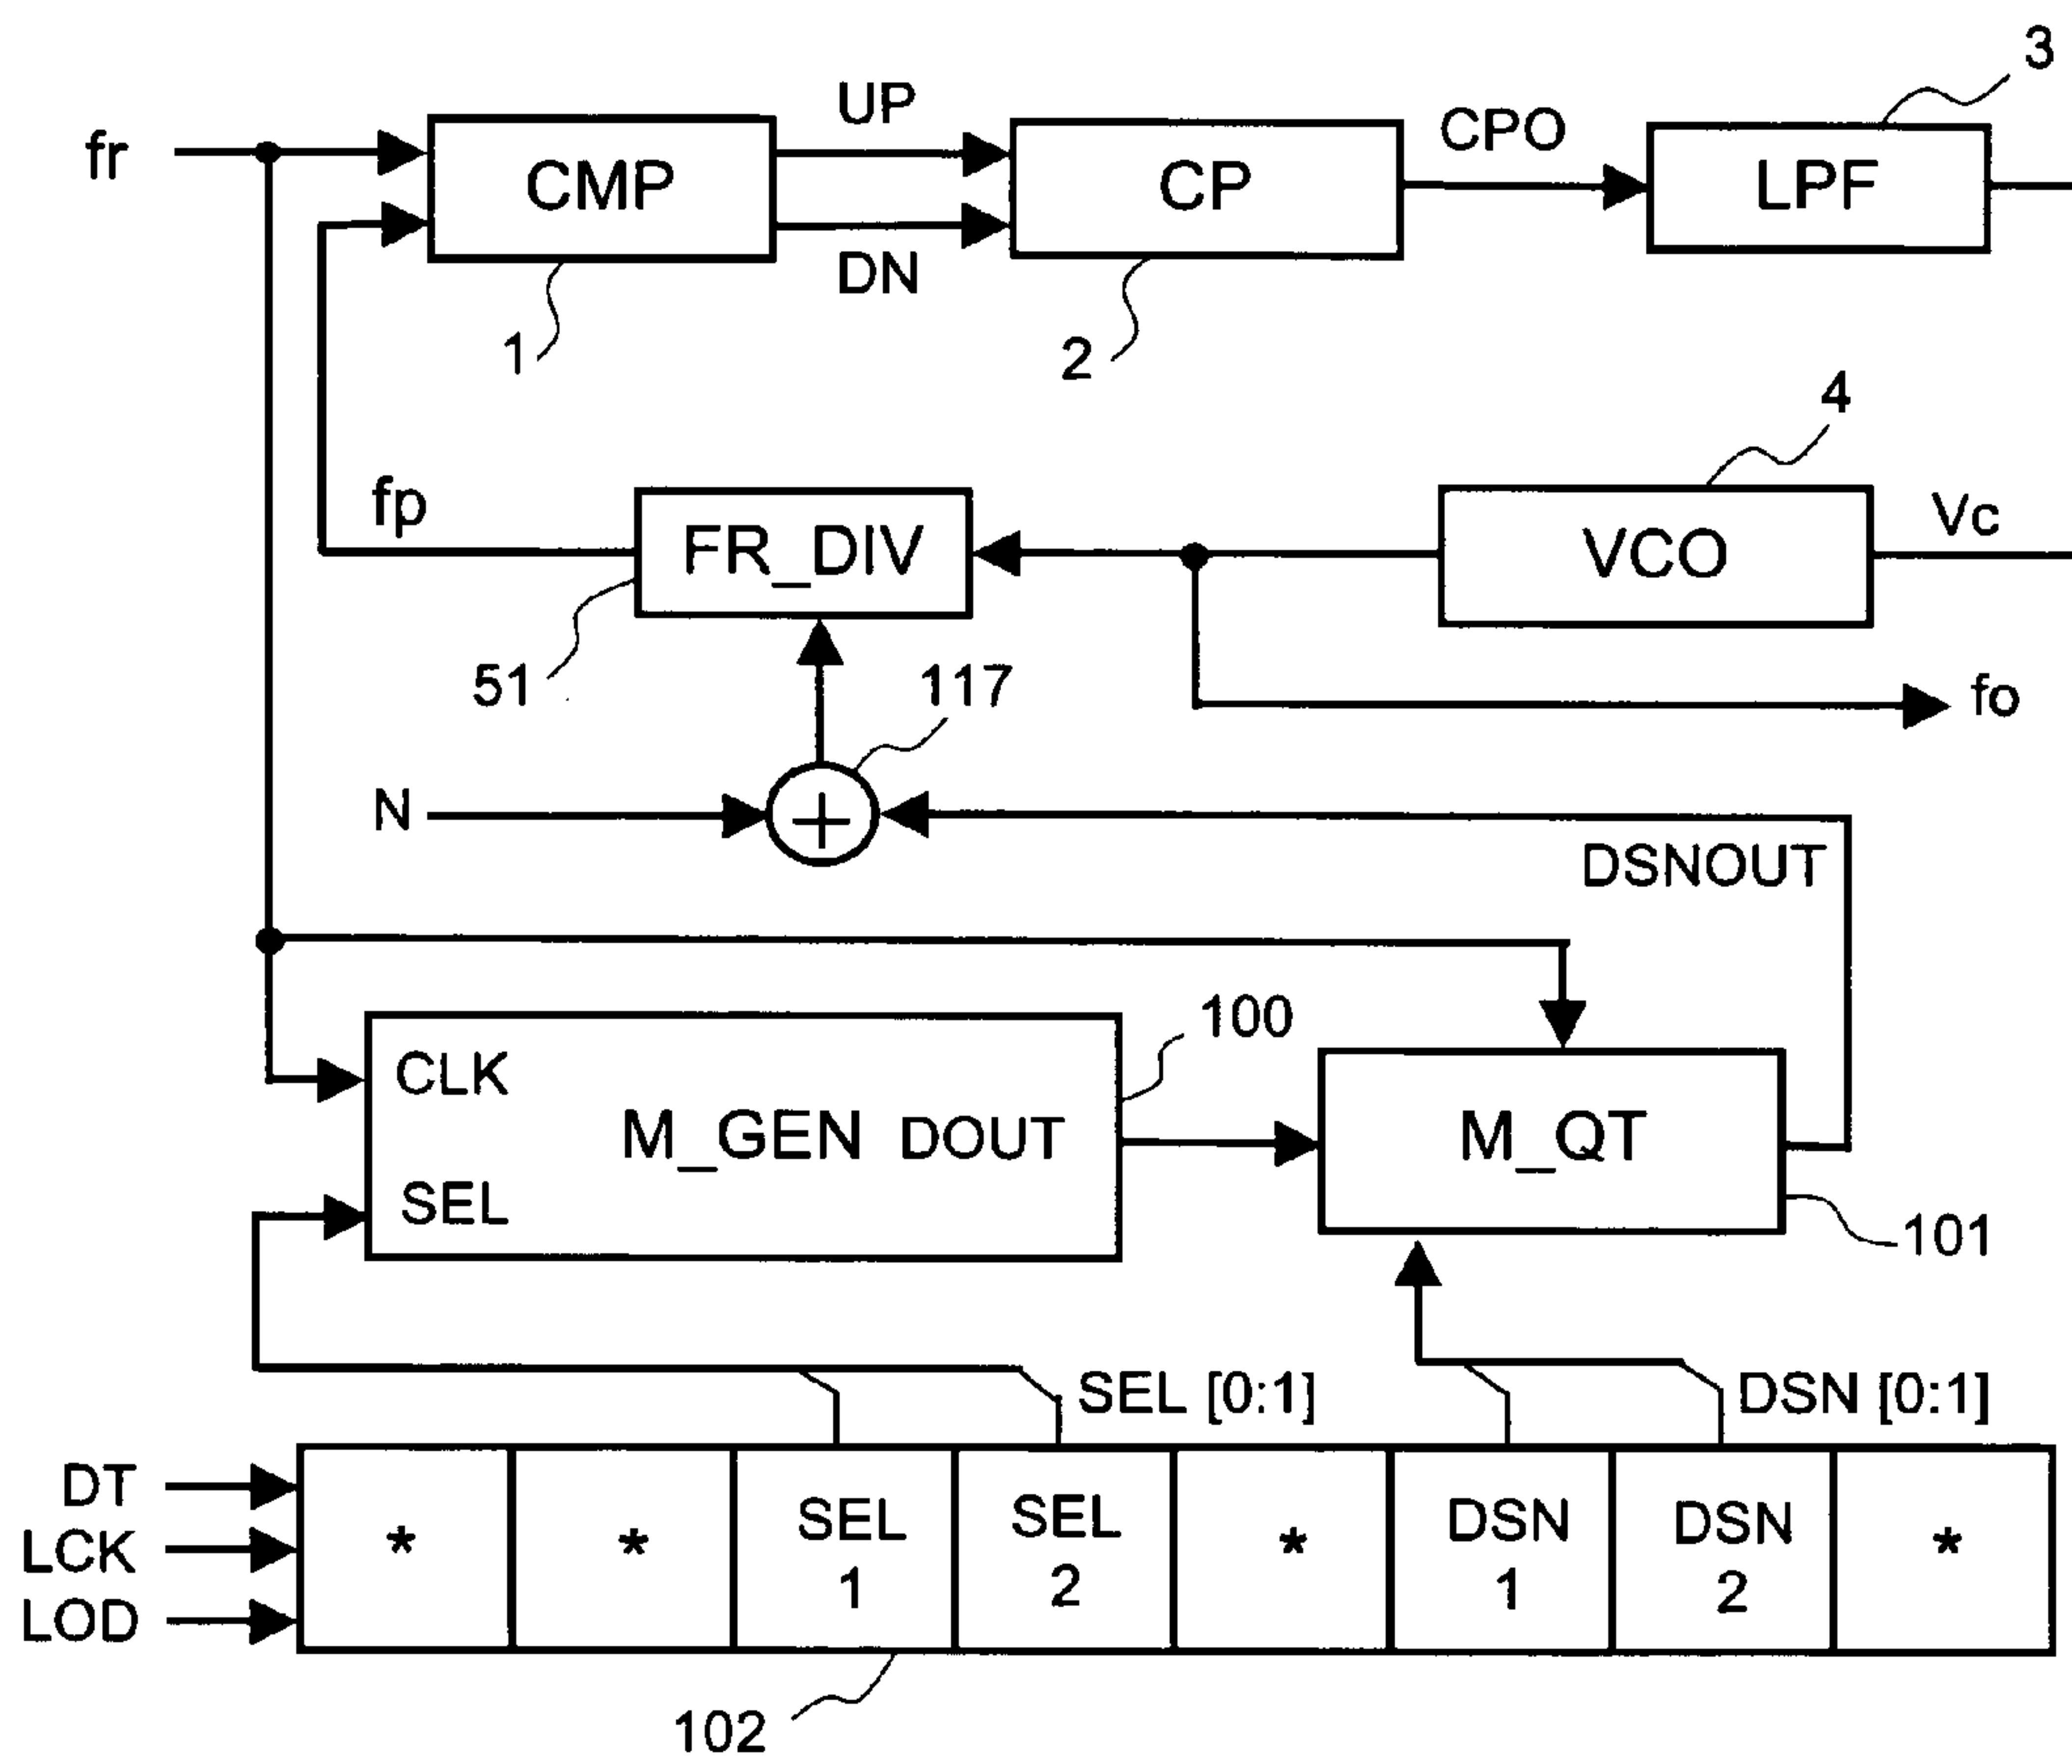 3
fr
CMP
UP
DN
CP
CPO
LPF
1
2
4
fp
FR_DIV
VCO
Vc
51
117
fo
N
+
DSNOUT
100
CLK
M_GEN DOUT
SEL
M_QT
101
SEL [0:1]
DSN [0:1]
DT
LCK
LOD
*
*
SEL
1
SEL
2
*
DSN
1
DSN
2
*
102